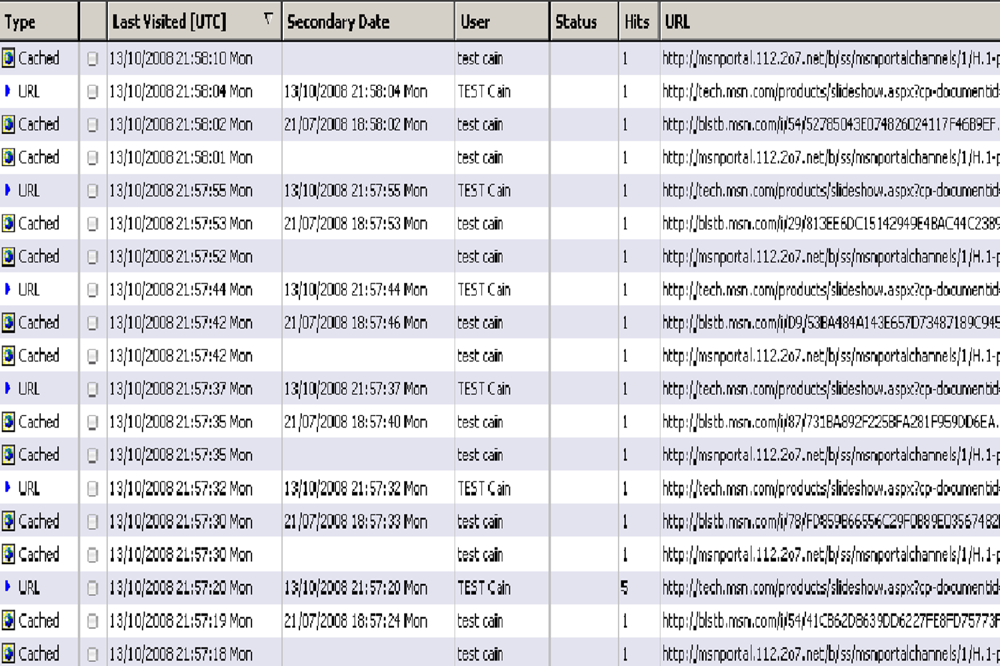 Type Last Visited [UTC] Secondary Date User Status Hits URL
Cached 13/10/2008 21:58:10 Mon test cain 1 http://msnportal.112.2o7.net/b/ss/msnportalchannels/1/H.1-p
URL 13/10/2008 21:58:04 Mon 13/10/2008 21:58:04 Mon TEST Cain 1 http://tech.msn.com/products/slideshow.aspx?cp-documentid=
Cached 13/10/2008 21:58:02 Mon 21/07/2008 18:58:02 Mon test cain 1 http://blstb.msn.com/i/54/52785043E074826024117F46B9EF.
Cached 13/10/2008 21:58:01 Mon test cain 1 http://msnportal.112.2o7.net/b/ss/msnportalchannels/1/H.1-p
URL 13/10/2008 21:57:55 Mon 13/10/2008 21:57:55 Mon TEST Cain 1 http://tech.msn.com/products/slideshow.aspx?cp-documentid=
Cached 13/10/2008 21:57:53 Mon 21/07/2008 18:57:53 Mon test cain 1 http://blstb.msn.com/i/29/813EE6DC15142949E4BAC44C23B9
Cached 13/10/2008 21:57:52 Mon test cain 1 http://msnportal.112.2o7.net/b/ss/msnportalchannels/1/H.1-p
URL 13/10/2008 21:57:44 Mon 13/10/2008 21:57:44 Mon TEST Cain 1 http://tech.msn.com/products/slideshow.aspx?cp-documentid=
Cached 13/10/2008 21:57:42 Mon 21/07/2008 18:57:46 Mon test cain 1 http://blstb.msn.com/i/D9/53BA484A143E657D73487189C945
Cached 13/10/2008 21:57:42 Mon test cain 1 http://msnportal.112.2o7.net/b/ss/msnportalchannels/1/H.1-p
URL 13/10/2008 21:57:37 Mon 13/10/2008 21:57:37 Mon TEST Cain 1 http://tech.msn.com/products/slideshow.aspx?cp-documentid=
Cached 13/10/2008 21:57:35 Mon 21/07/2008 18:57:40 Mon test cain 1 http://blstb.msn.com/i/87/731BA892F225BFA281F959DD6EA.
Cached 13/10/2008 21:57:35 Mon test cain 1 http://msnportal.112.2o7.net/b/ss/msnportalchannels/1/H.1-p
URL 13/10/2008 21:57:32 Mon 13/10/2008 21:57:32 Mon TEST Cain 1 http://tech.msn.com/products/slideshow.aspx?cp-documentid=
Cached 13/10/2008 21:57:30 Mon 21/07/2008 18:57:33 Mon test cain 1 http://blstb.msn.com/i/78/FD859B66556C29F0B89E03567482
Cached 13/10/2008 21:57:30 Mon test cain 1 http://msnportal.112.2o7.net/b/ss/msnportalchannels/1/H.1-p
URL 13/10/2008 21:57:20 Mon 13/10/2008 21:57:20 Mon TEST Cain 5 http://tech.msn.com/products/slideshow.aspx?cp-documentid=
Cached 13/10/2008 21:57:19 Mon 21/07/2008 18:57:24 Mon test cain 1 http://blstb.msn.com/i/54/41CB62D8639DD6227FE8FD75773F
Cached 13/10/2008 21:57:18 Mon test cain 1 http://msnportal.112.2o7.net/b/ss/msnportalchannels/1/H.1-p